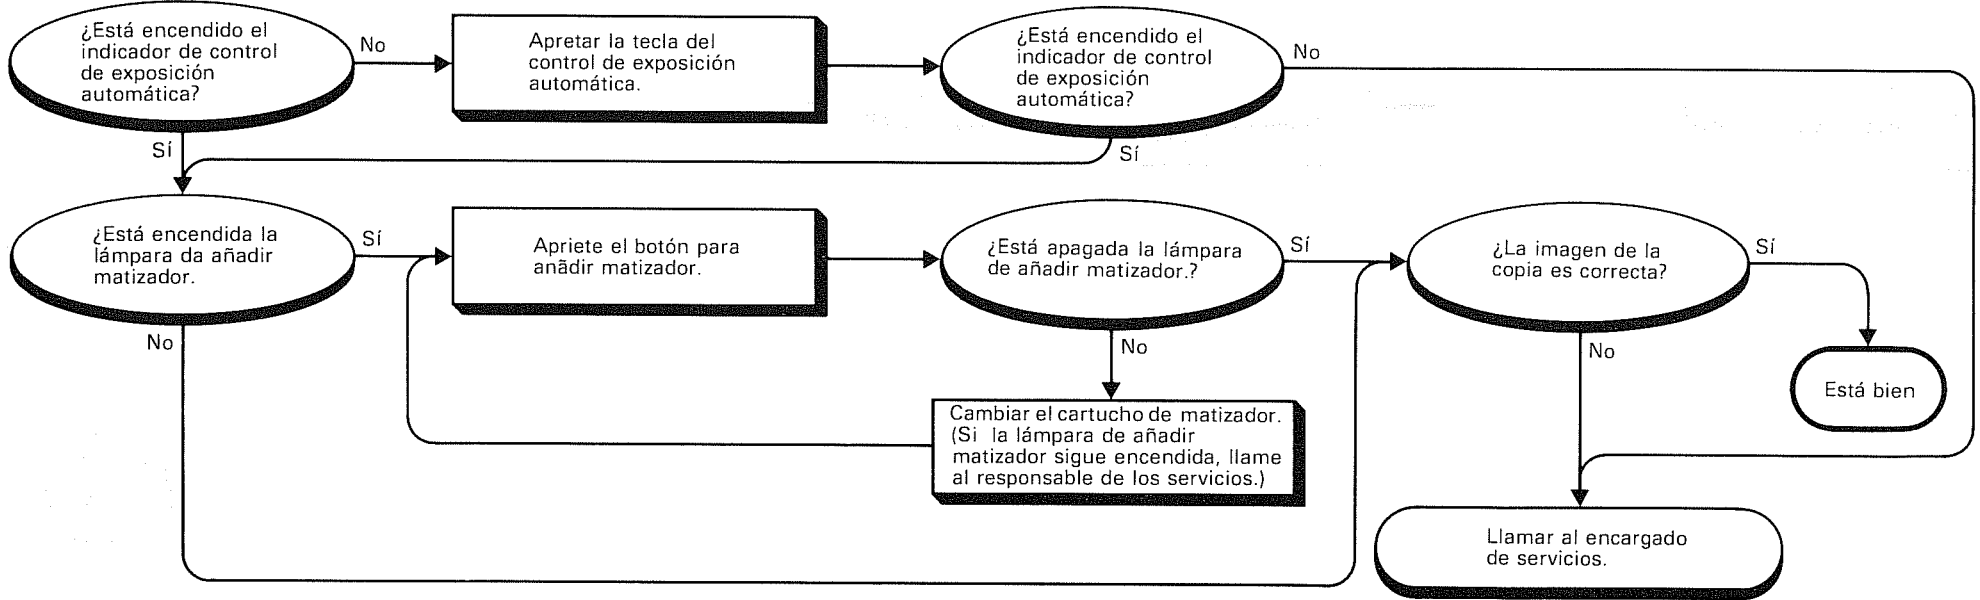 ¿Está encendido el
indicador de control
de exposición
automática?
No
Apretar la tecla del
control de exposición
automática.
¿Está encendido el
indicador de control
de exposición
automática?
No
Sí
Sí
¿Está encendida la
lámpara da añadir
matizador.
Sí
Apriete el botón para
anãdir matizador.
¿Está apagada la lámpara
de añadir matizador.?
Sí
¿La imagen de la
copia es correcta?
Sí
No
No
No
Está bien
Cambiar el cartucho de matizador.
(Si la lámpara de añadir
matizador sigue encendida, llame
al responsable de los servicios.)
Llamar al encargado
de servicios.